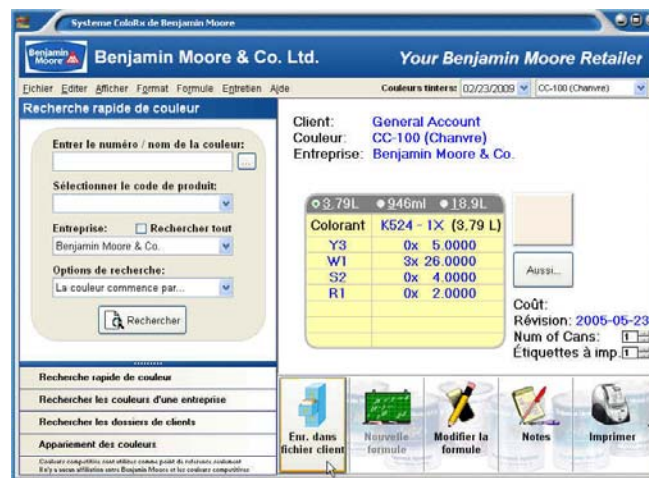 Systeme ColoRx de Benjamin Moore
Benjamin Moore
Benjamin Moore & Co. Ltd.
Your Benjamin Moore Retailer
Fichier Editer Afficher Format Formule Entretien Aide
Couleurs tinters: 02/23/2009 CC-100 (Chanvre)
Recherche rapide de couleur
Entrer le numéro / nom de la couleur:
...
Sélectionner le code de produit:
Entreprise: Rechercher tout
Benjamin Moore & Co.
Options de recherche:
La couleur commence par...
Rechercher
Recherche rapide de couleur
Rechercher les couleurs d'une entreprise
Rechercher les dossiers de clients
Appariement des couleurs
Client: General Account
Couleur: CC-100 (Chanvre)
Entreprise: Benjamin Moore & Co.
3,79L 946ml 18,9L
Colorant K524 - 1X (3,79 L)
Y3 0x 5.0000
W1 3x 26.0000
S2 0x 4.0000
R1 0x 2.0000
Aussi...
Coût:
Révision: 2005-05-23
Num of Cans: 1
Étiquettes à imp. 1
Enr. dans fichier client
Nouvelle formule
Modifier la formule
Notes
Imprimer